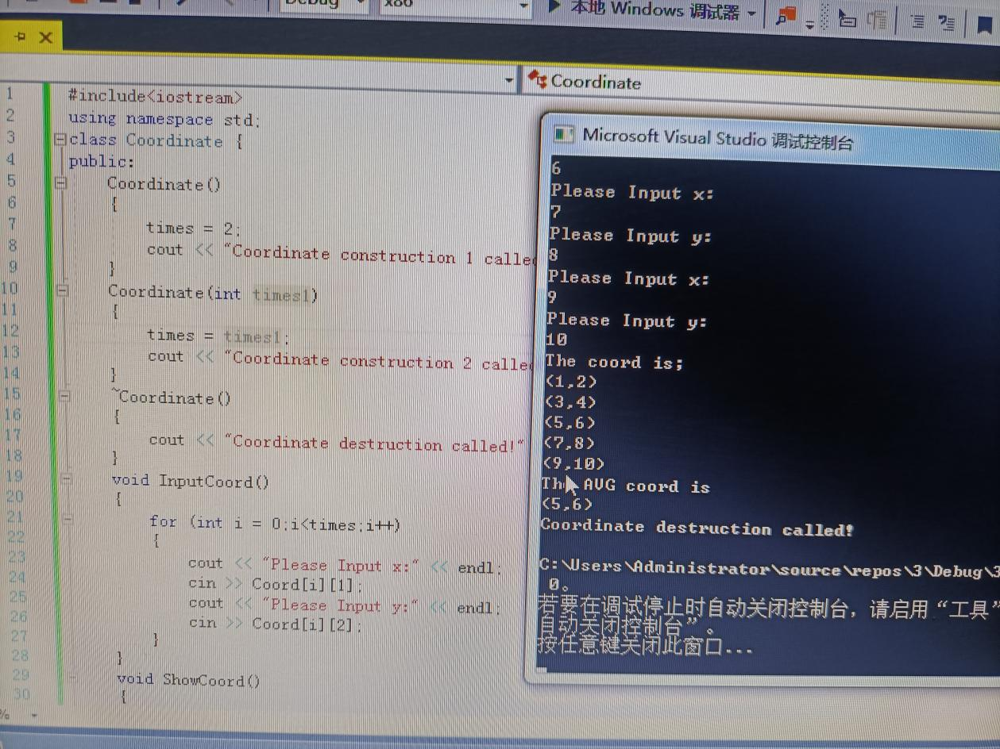 本地 Windows 调试器
Coordinate
1 #include<iostream>
2 using namespace std;
3 class Coordinate {
4 public:
5 Coordinate()
6 {
7 times = 2;
8 cout << "Coordinate construction 1 called
9 }
10 Coordinate(int times1)
11 {
12 times = times1;
13 cout << "Coordinate construction 2 called
14 }
15 ~Coordinate()
16 {
17 cout << "Coordinate destruction called!"
18 }
19 void InputCoord()
20 {
21 for (int i = 0;i<times;i++)
22 {
23 cout << "Please Input x:" << endl;
24 cin >> Coord[i][1];
25 cout << "Please Input y:" << endl;
26 cin >> Coord[i][2];
27 }
28 }
29 void ShowCoord()
30 {
Microsoft Visual Studio 调试控制台
6
Please Input x:
7
Please Input y:
8
Please Input x:
9
Please Input y:
10
The coord is;
(1,2)
(3,4)
(5,6)
(7,8)
(9,10)
The AVG coord is
(5,6)
Coordinate destruction called!
C:\Users\Administrator\source\repos\3\Debug\3
0。
若要在调试停止时自动关闭控制台，请启用“工具”
自动关闭控制台”。
按任意键关闭此窗口...